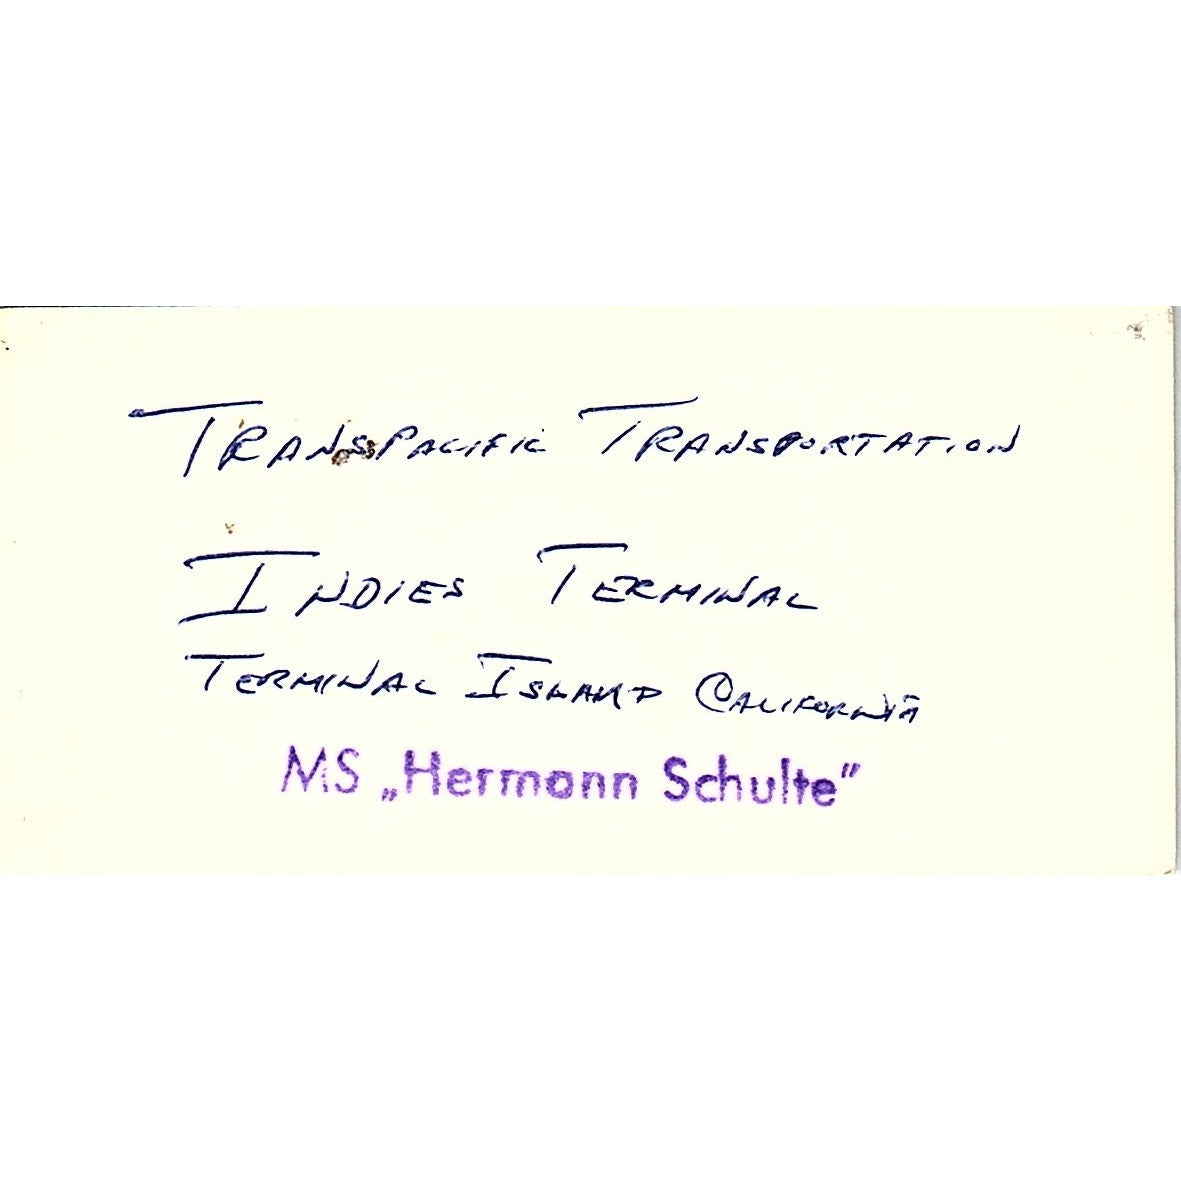 TRANSPACIFIC TRANSPORTATION
INDIES TERMINAL
TERMINAL ISLAND CALIFORNIA
MS „Hermann Schulte”